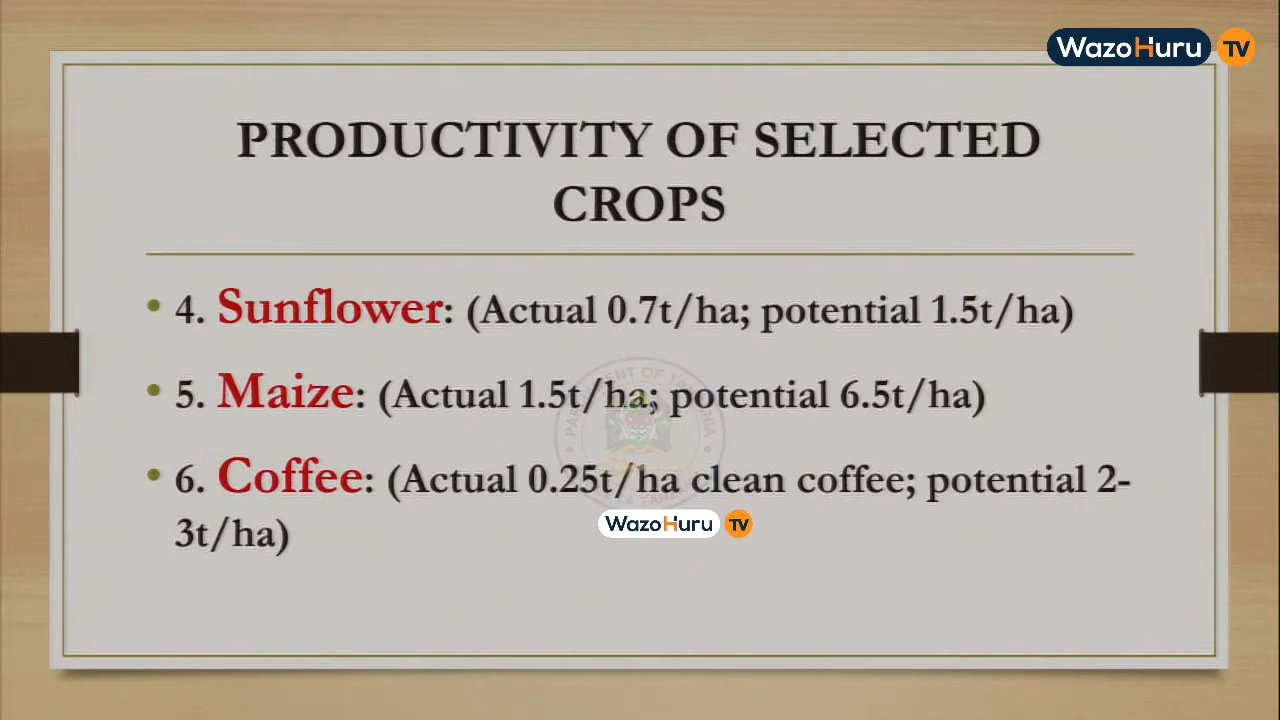 WazoHuru TV
PRODUCTIVITY OF SELECTED
CROPS
• 4. Sunflower: (Actual 0.7t/ha; potential 1.5t/ha)
• 5. Maize: (Actual 1.5t/ha; potential 6.5t/ha)
• 6. Coffee: (Actual 0.25t/ha clean coffee; potential 2-
3t/ha)
WazoHuru TV